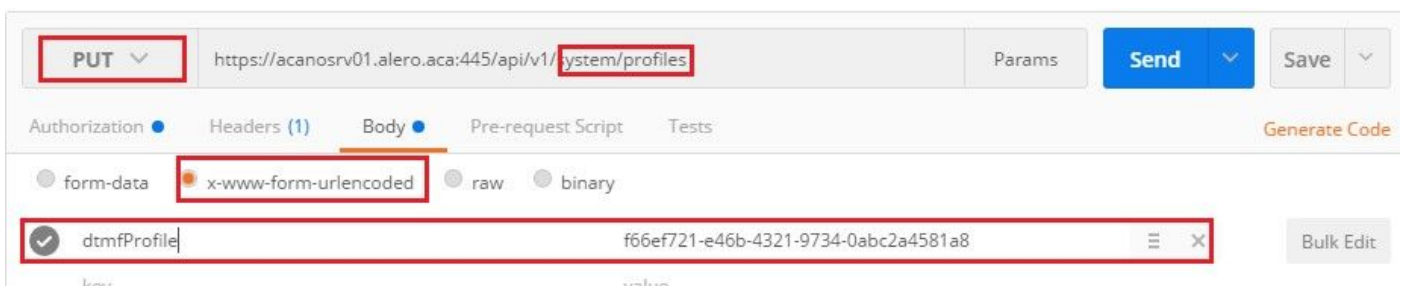 PUT https://acanosrv01.alero.aca:445/api/v1/system/profiles Params Send Save
Authorization Headers (1) Body Pre-request Script Tests Generate Code
form-data x-www-form-urlencoded raw binary
dtmfProfile f66ef721-e46b-4321-9734-0abc2a4581a8 Bulk Edit
key value